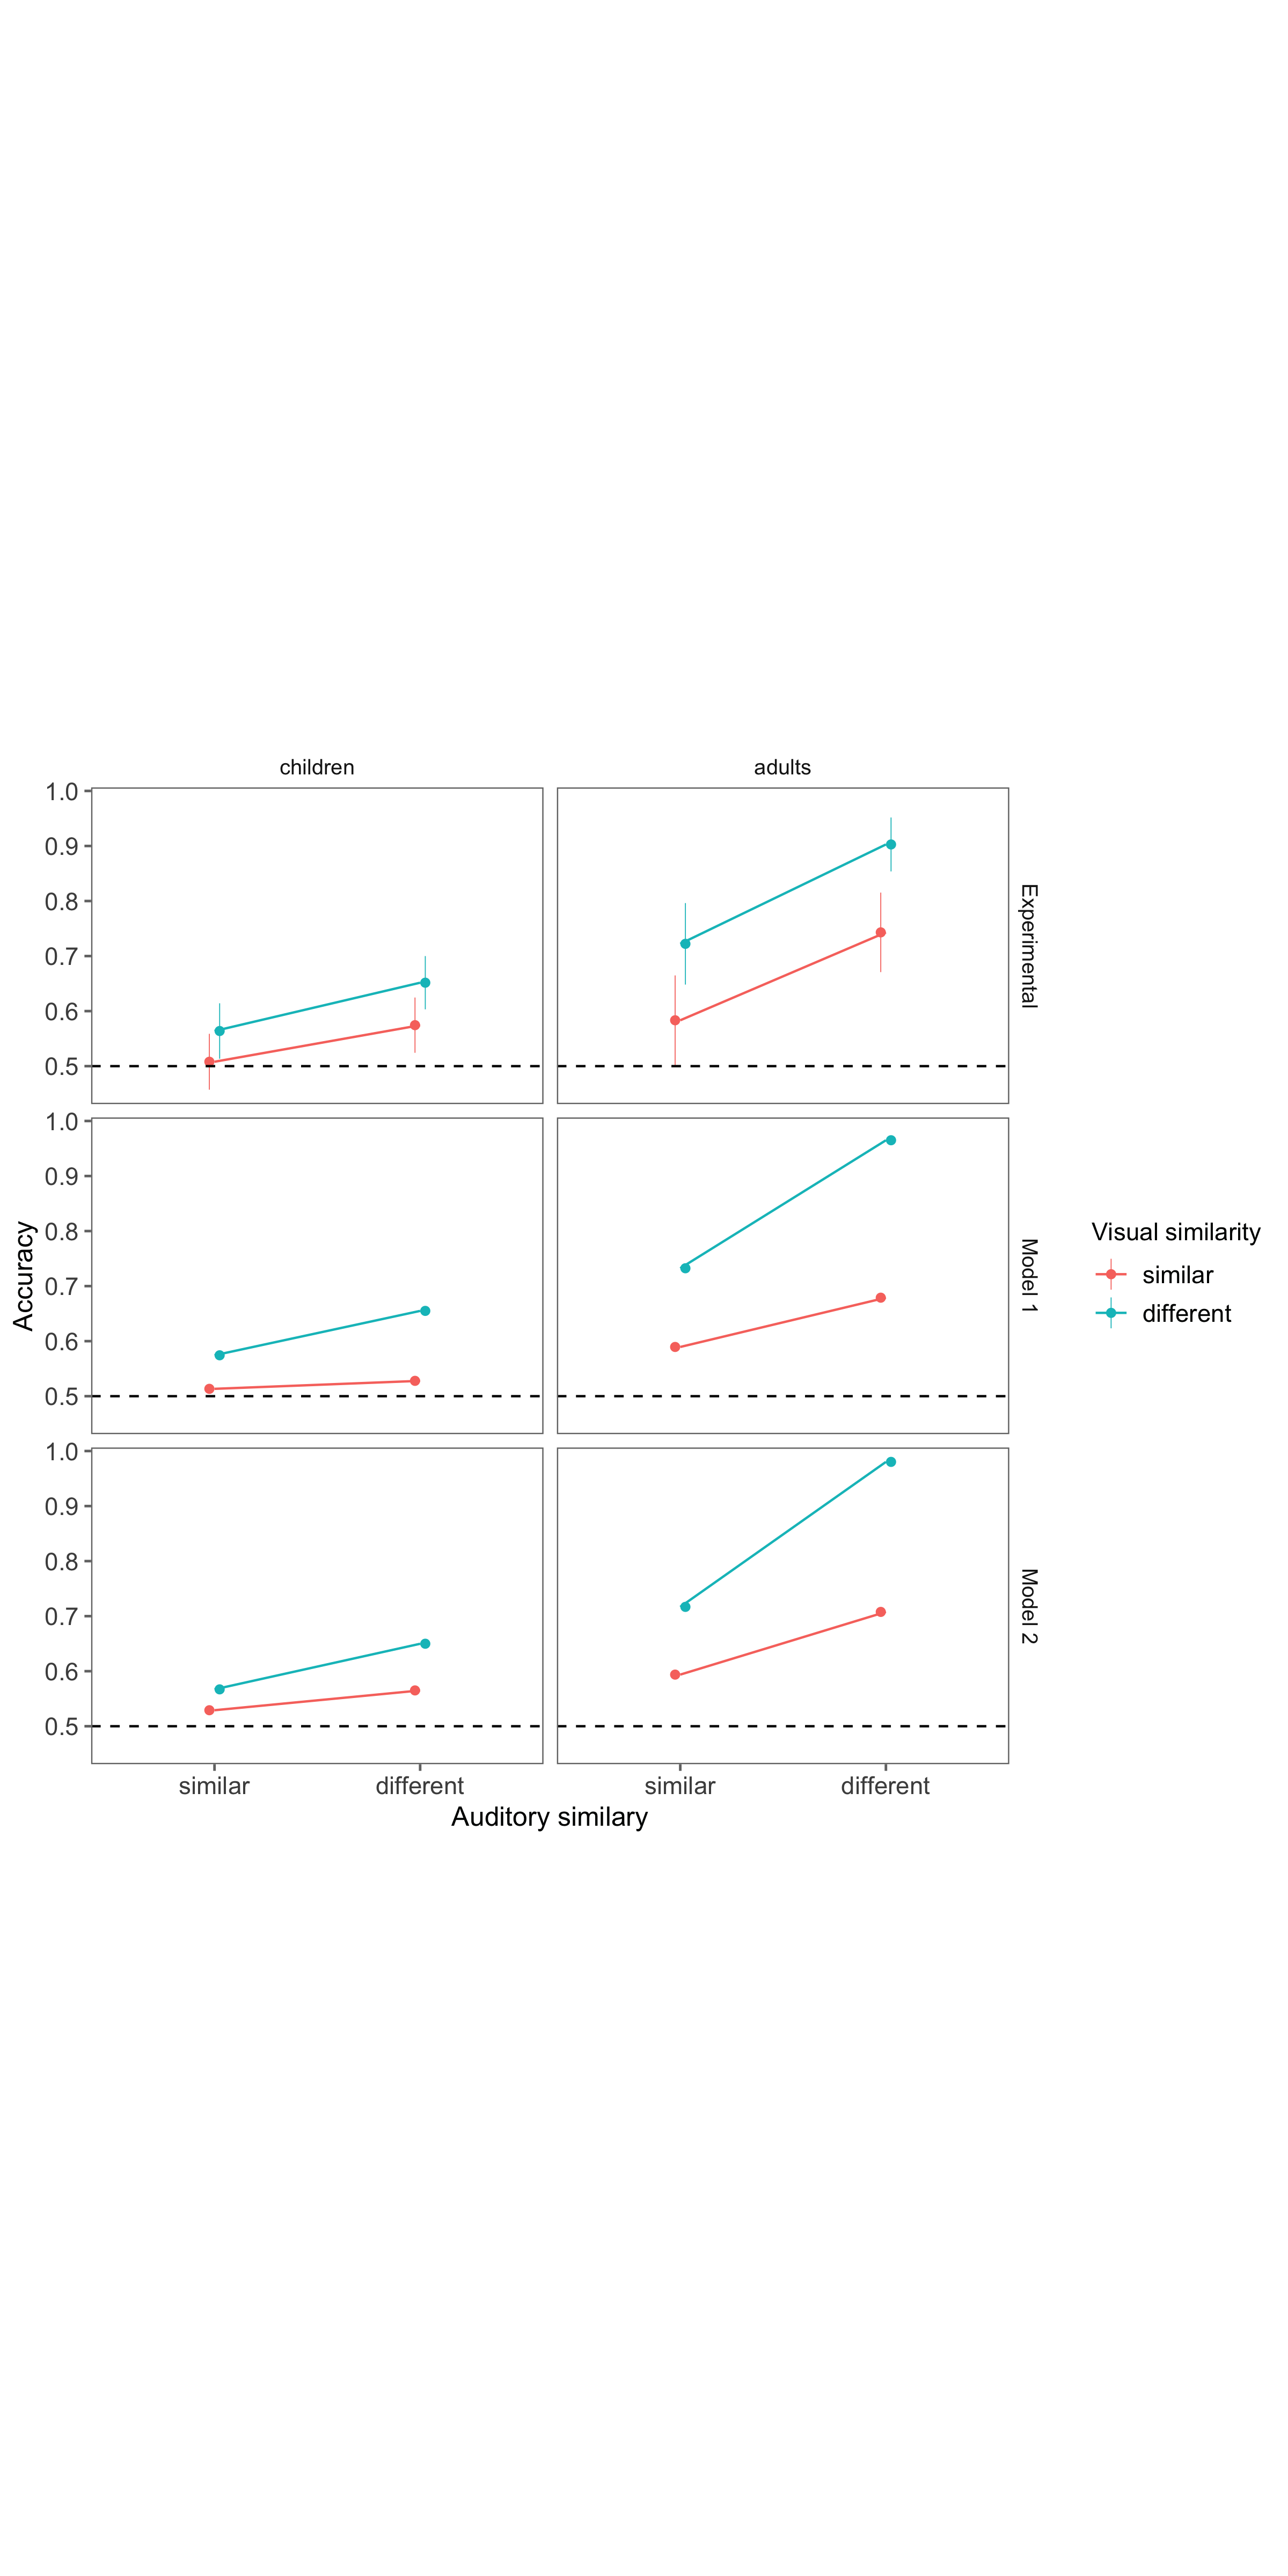 children
adults
1.0
0.9
0.8
0.7
0.6
0.5
Experimental
1.0
0.9
0.8
0.7
0.6
0.5
Model 1
1.0
0.9
0.8
0.7
0.6
0.5
Model 2
Accuracy
similar
different
similar
different
Auditory similary
Visual similarity
similar
different